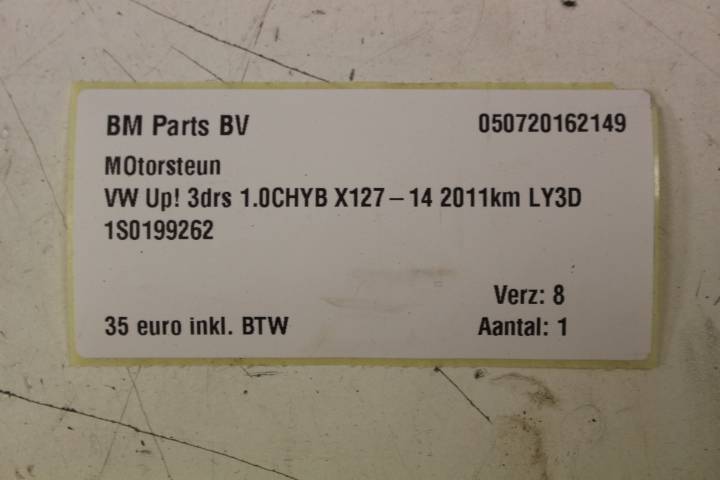 BM Parts BV 050720162149
MOtorsteun
VW Up! 3drs 1.0CHYB X127 – 14 2011km LY3D
1S0199262
Verz: 8
35 euro inkl. BTW Aantal: 1